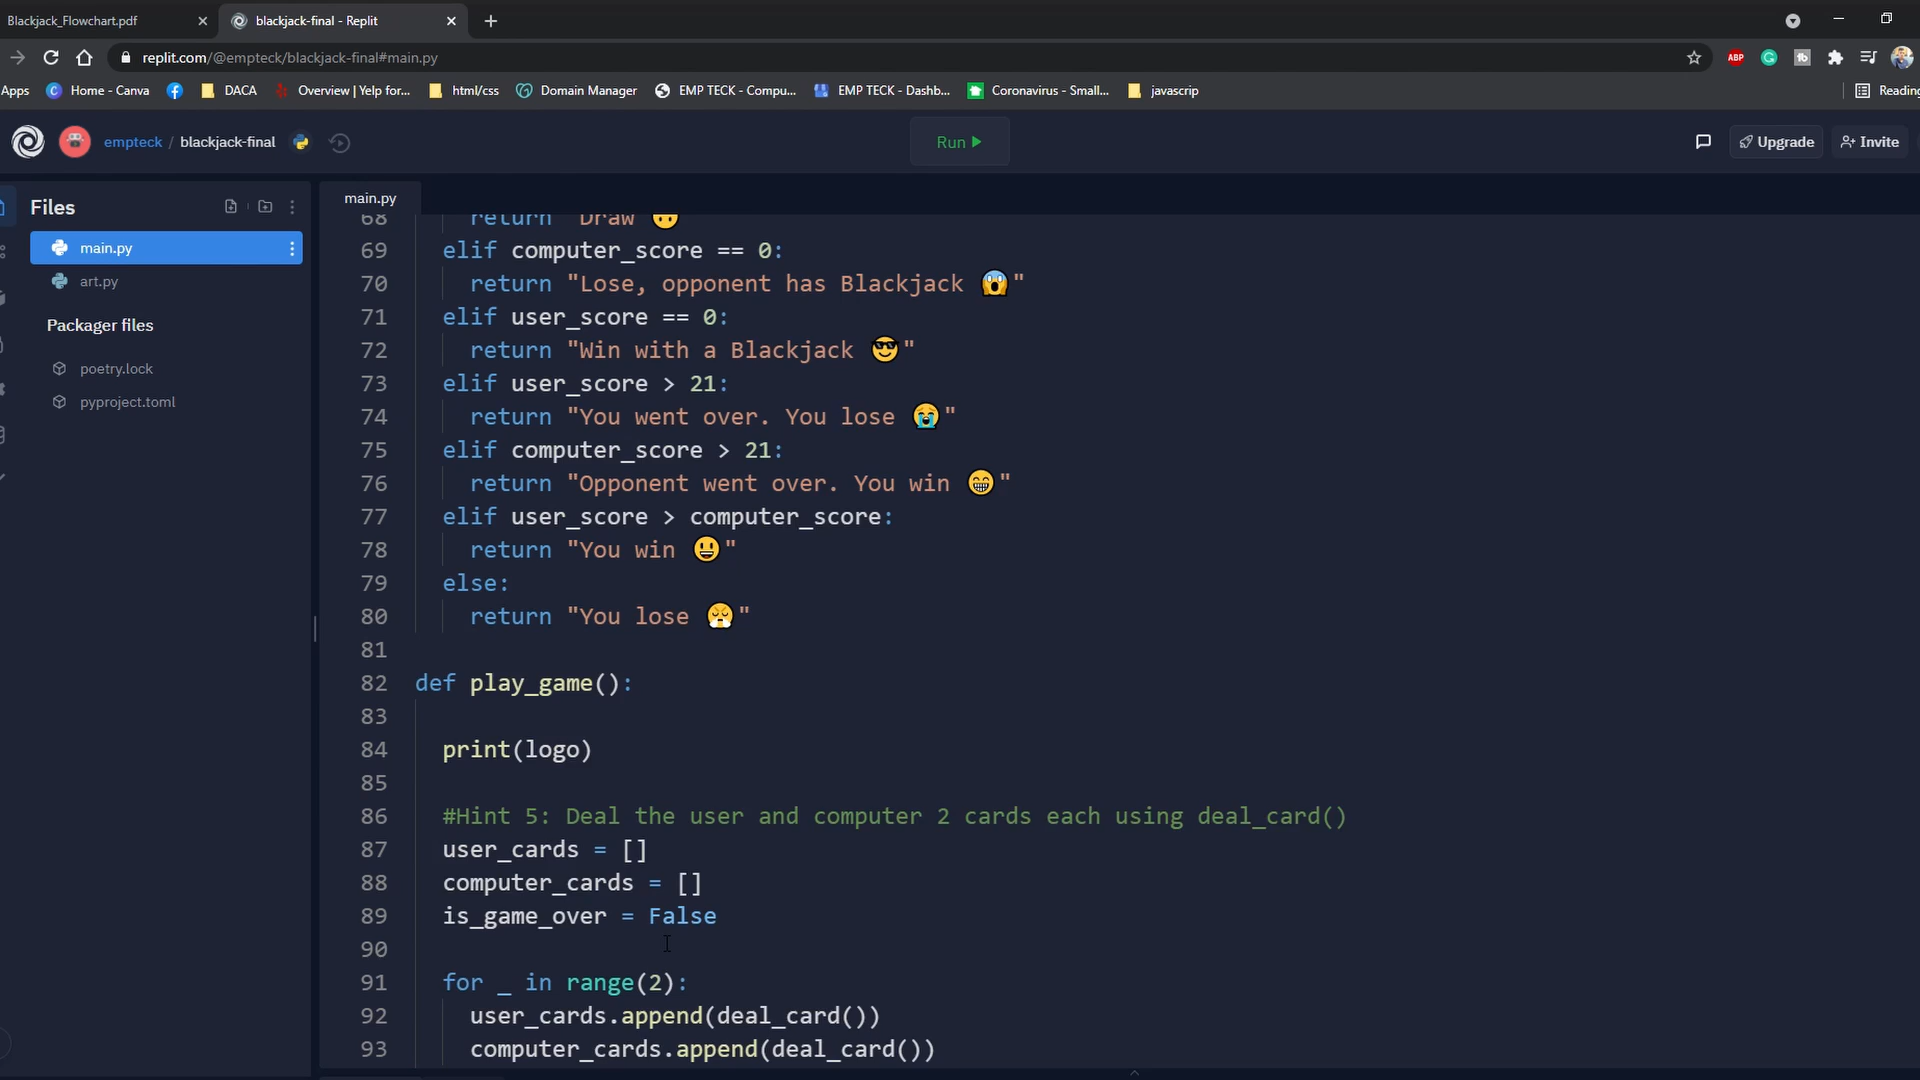 Blackjack_Flowchart.pdf
blackjack-final - Replit
replit.com/@empteck/blackjack-final#main.py
Apps
Home - Canva
DACA
Overview | Yelp for...
html/css
Domain Manager
EMP TECK - Compu...
EMP TECK - Dashb...
Coronavirus - Small...
javascrip
Reading
ABP
empteck / blackjack-final
Run
Upgrade
Invite
Files
main.py
art.py
Packager files
poetry.lock
pyproject.toml
main.py
68 return "Draw 🙃
69 elif computer_score == 0:
70 return "Lose, opponent has Blackjack 😱"
71 elif user_score == 0:
72 return "Win with a Blackjack 😎"
73 elif user_score > 21:
74 return "You went over. You lose 😭"
75 elif computer_score > 21:
76 return "Opponent went over. You win 😁"
77 elif user_score > computer_score:
78 return "You win 😃"
79 else:
80 return "You lose 😤"
81
82 def play_game():
83
84 print(logo)
85
86 #Hint 5: Deal the user and computer 2 cards each using deal_card()
87 user_cards = []
88 computer_cards = []
89 is_game_over = False
90
91 for _ in range(2):
92 user_cards.append(deal_card())
93 computer_cards.append(deal_card())